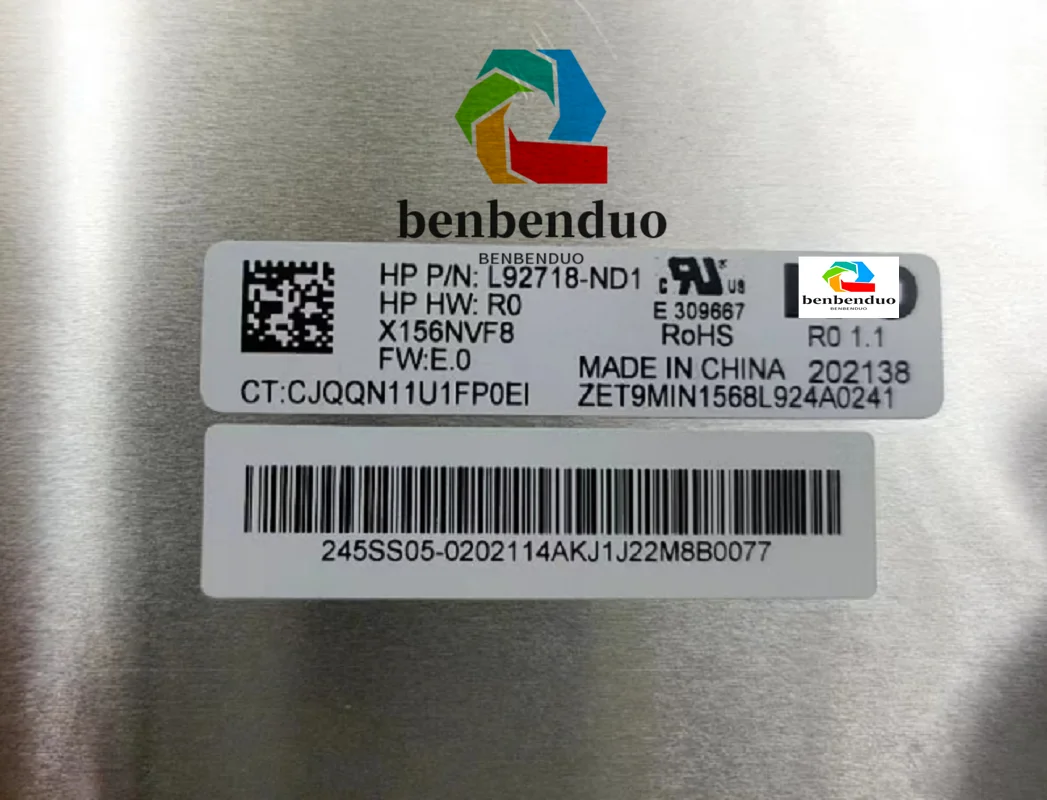 benbenduo
BENBENDUO
HP P/N: L92718-ND1
HP HW: R0
X156NVF8
FW:E.0
CT:CJQQN11U1FP0EI
c
US
E 309667
RoHS
benbenduo
BENBENDUO
R0 1.1
MADE IN CHINA 202138
ZET9MIN1568L924A0241
245SS05-0202114AKJ1J22M8B0077